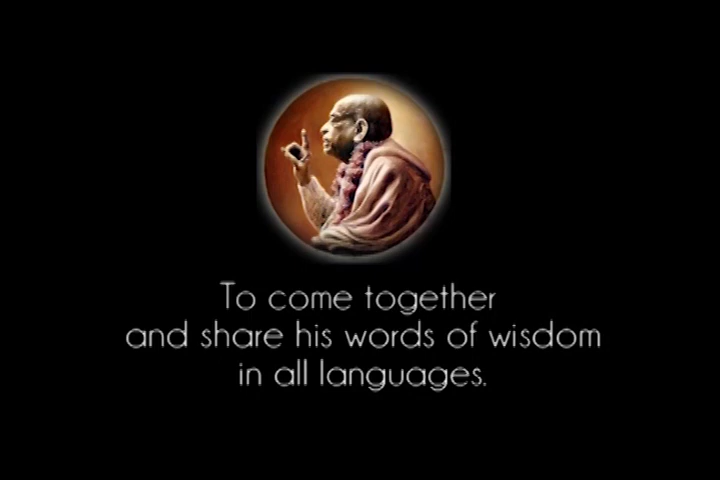 To come together
and share his words of wisdom
in all languages.